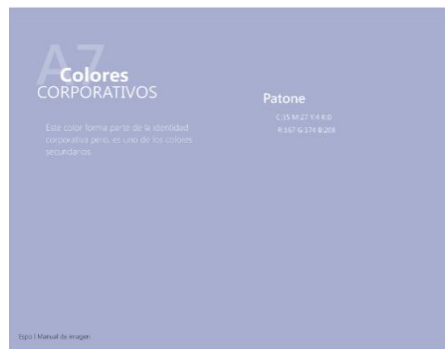 A7
Colores
CORPORATIVOS
Patone
C:35 M:27 Y:4 K:0
R:167 G:174 B:208
Este color forma parte de la identidad
corporativa pero, es uno de los colores
secundarios.
Espu | Manual de imagen